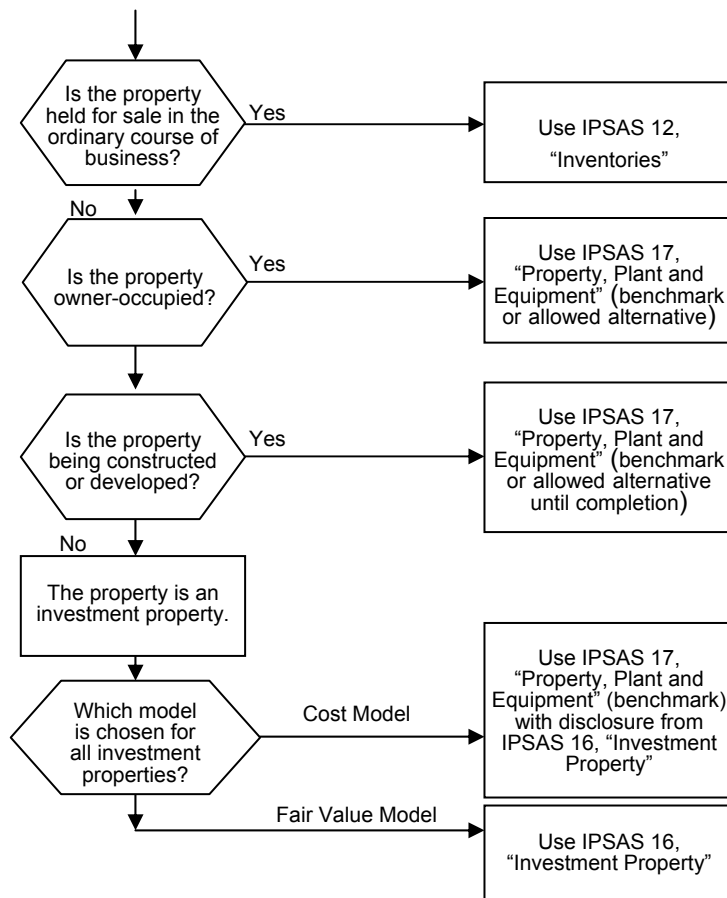 Is the property
held for sale in the
ordinary course of
business?
Yes
Use IPSAS 12,
“Inventories”
No
Is the property
owner-occupied?
Yes
Use IPSAS 17,
“Property, Plant and
Equipment” (benchmark
or allowed alternative)
Is the property
being constructed
or developed?
Yes
Use IPSAS 17,
“Property, Plant and
Equipment” (benchmark
or allowed alternative
until completion)
No
The property is an
investment property.
Which model
is chosen for
all investment
properties?
Cost Model
Use IPSAS 17,
“Property, Plant and
Equipment” (benchmark)
with disclosure from
IPSAS 16, “Investment
Property”
Fair Value Model
Use IPSAS 16,
“Investment Property”